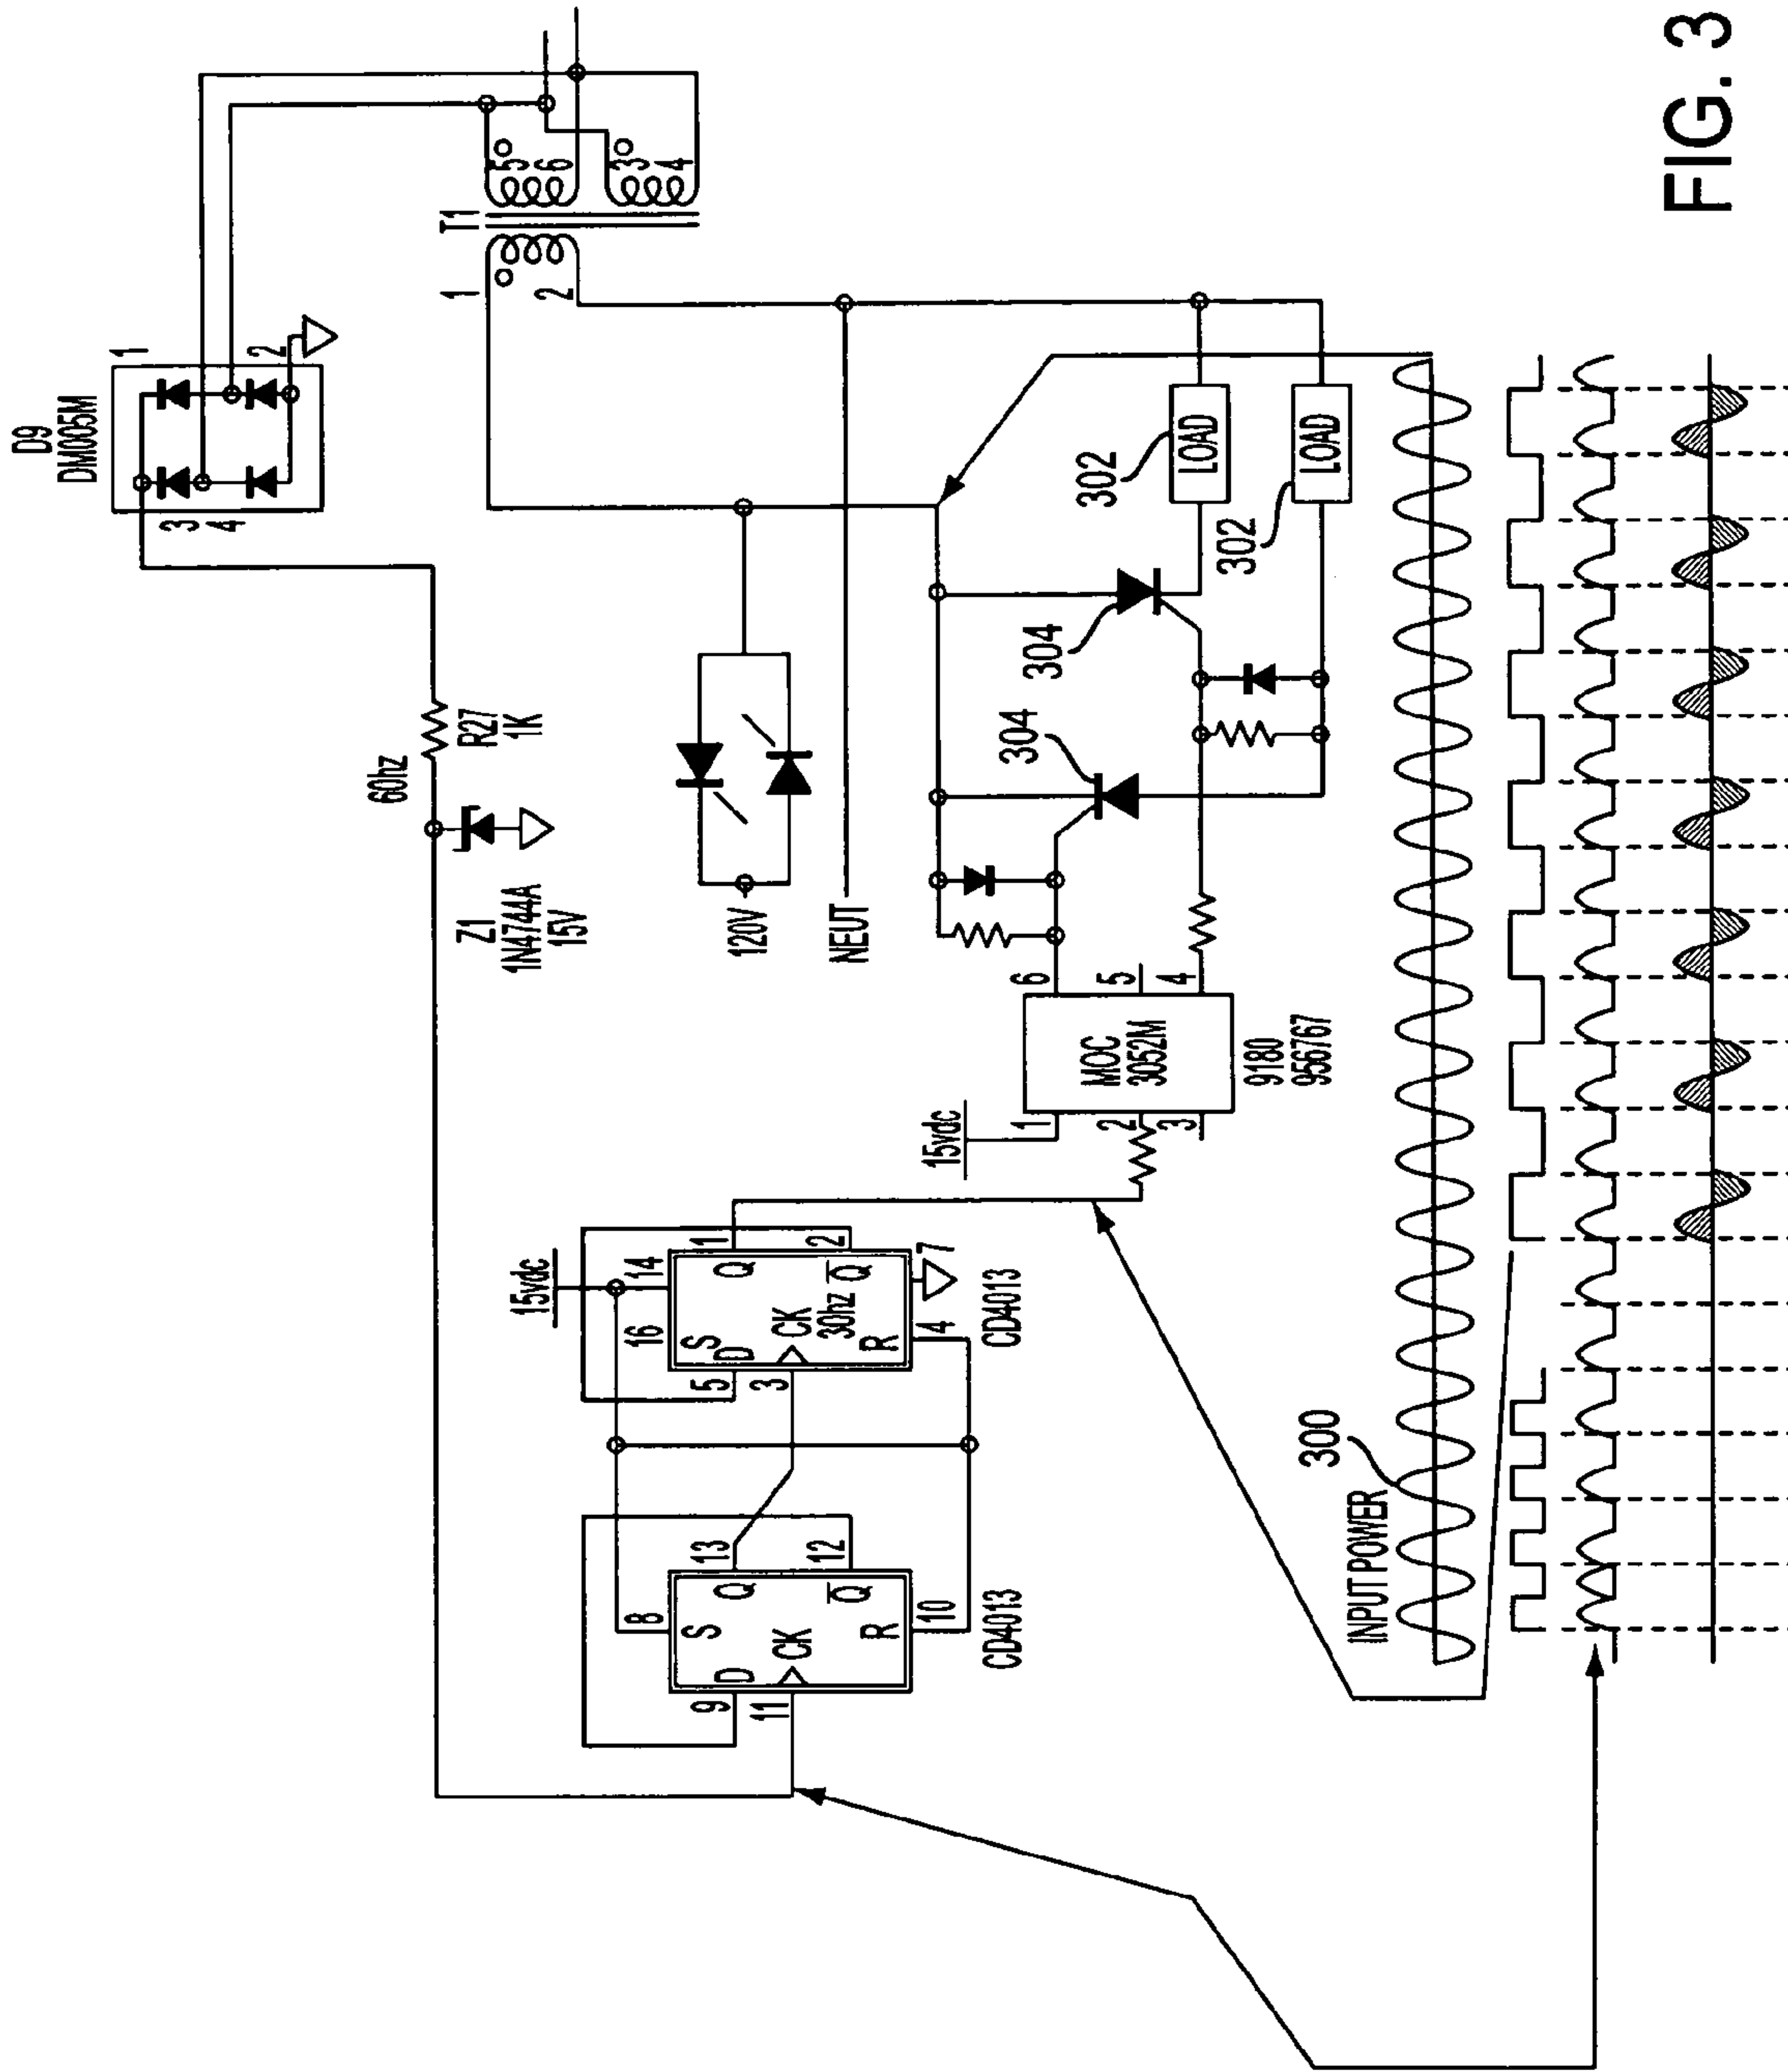 D9
DM005M
1
2
3
4
T1
1
2
5
6
3
4
60hz
R27
1K
Z1
1N4744A
15V
120V
NEUT
15vdc
14
16
S
D
Q
CK
30hz
Q
R
5
3
1
2
4
7
CD4013
8
S
D
Q
CK
Q
R
9
11
13
12
10
CD4013
15vdc
1
2
3
MOC
3052M
6
5
4
9180
956767
304
304
302
LOAD
302
LOAD
INPUT POWER
300
FIG. 3